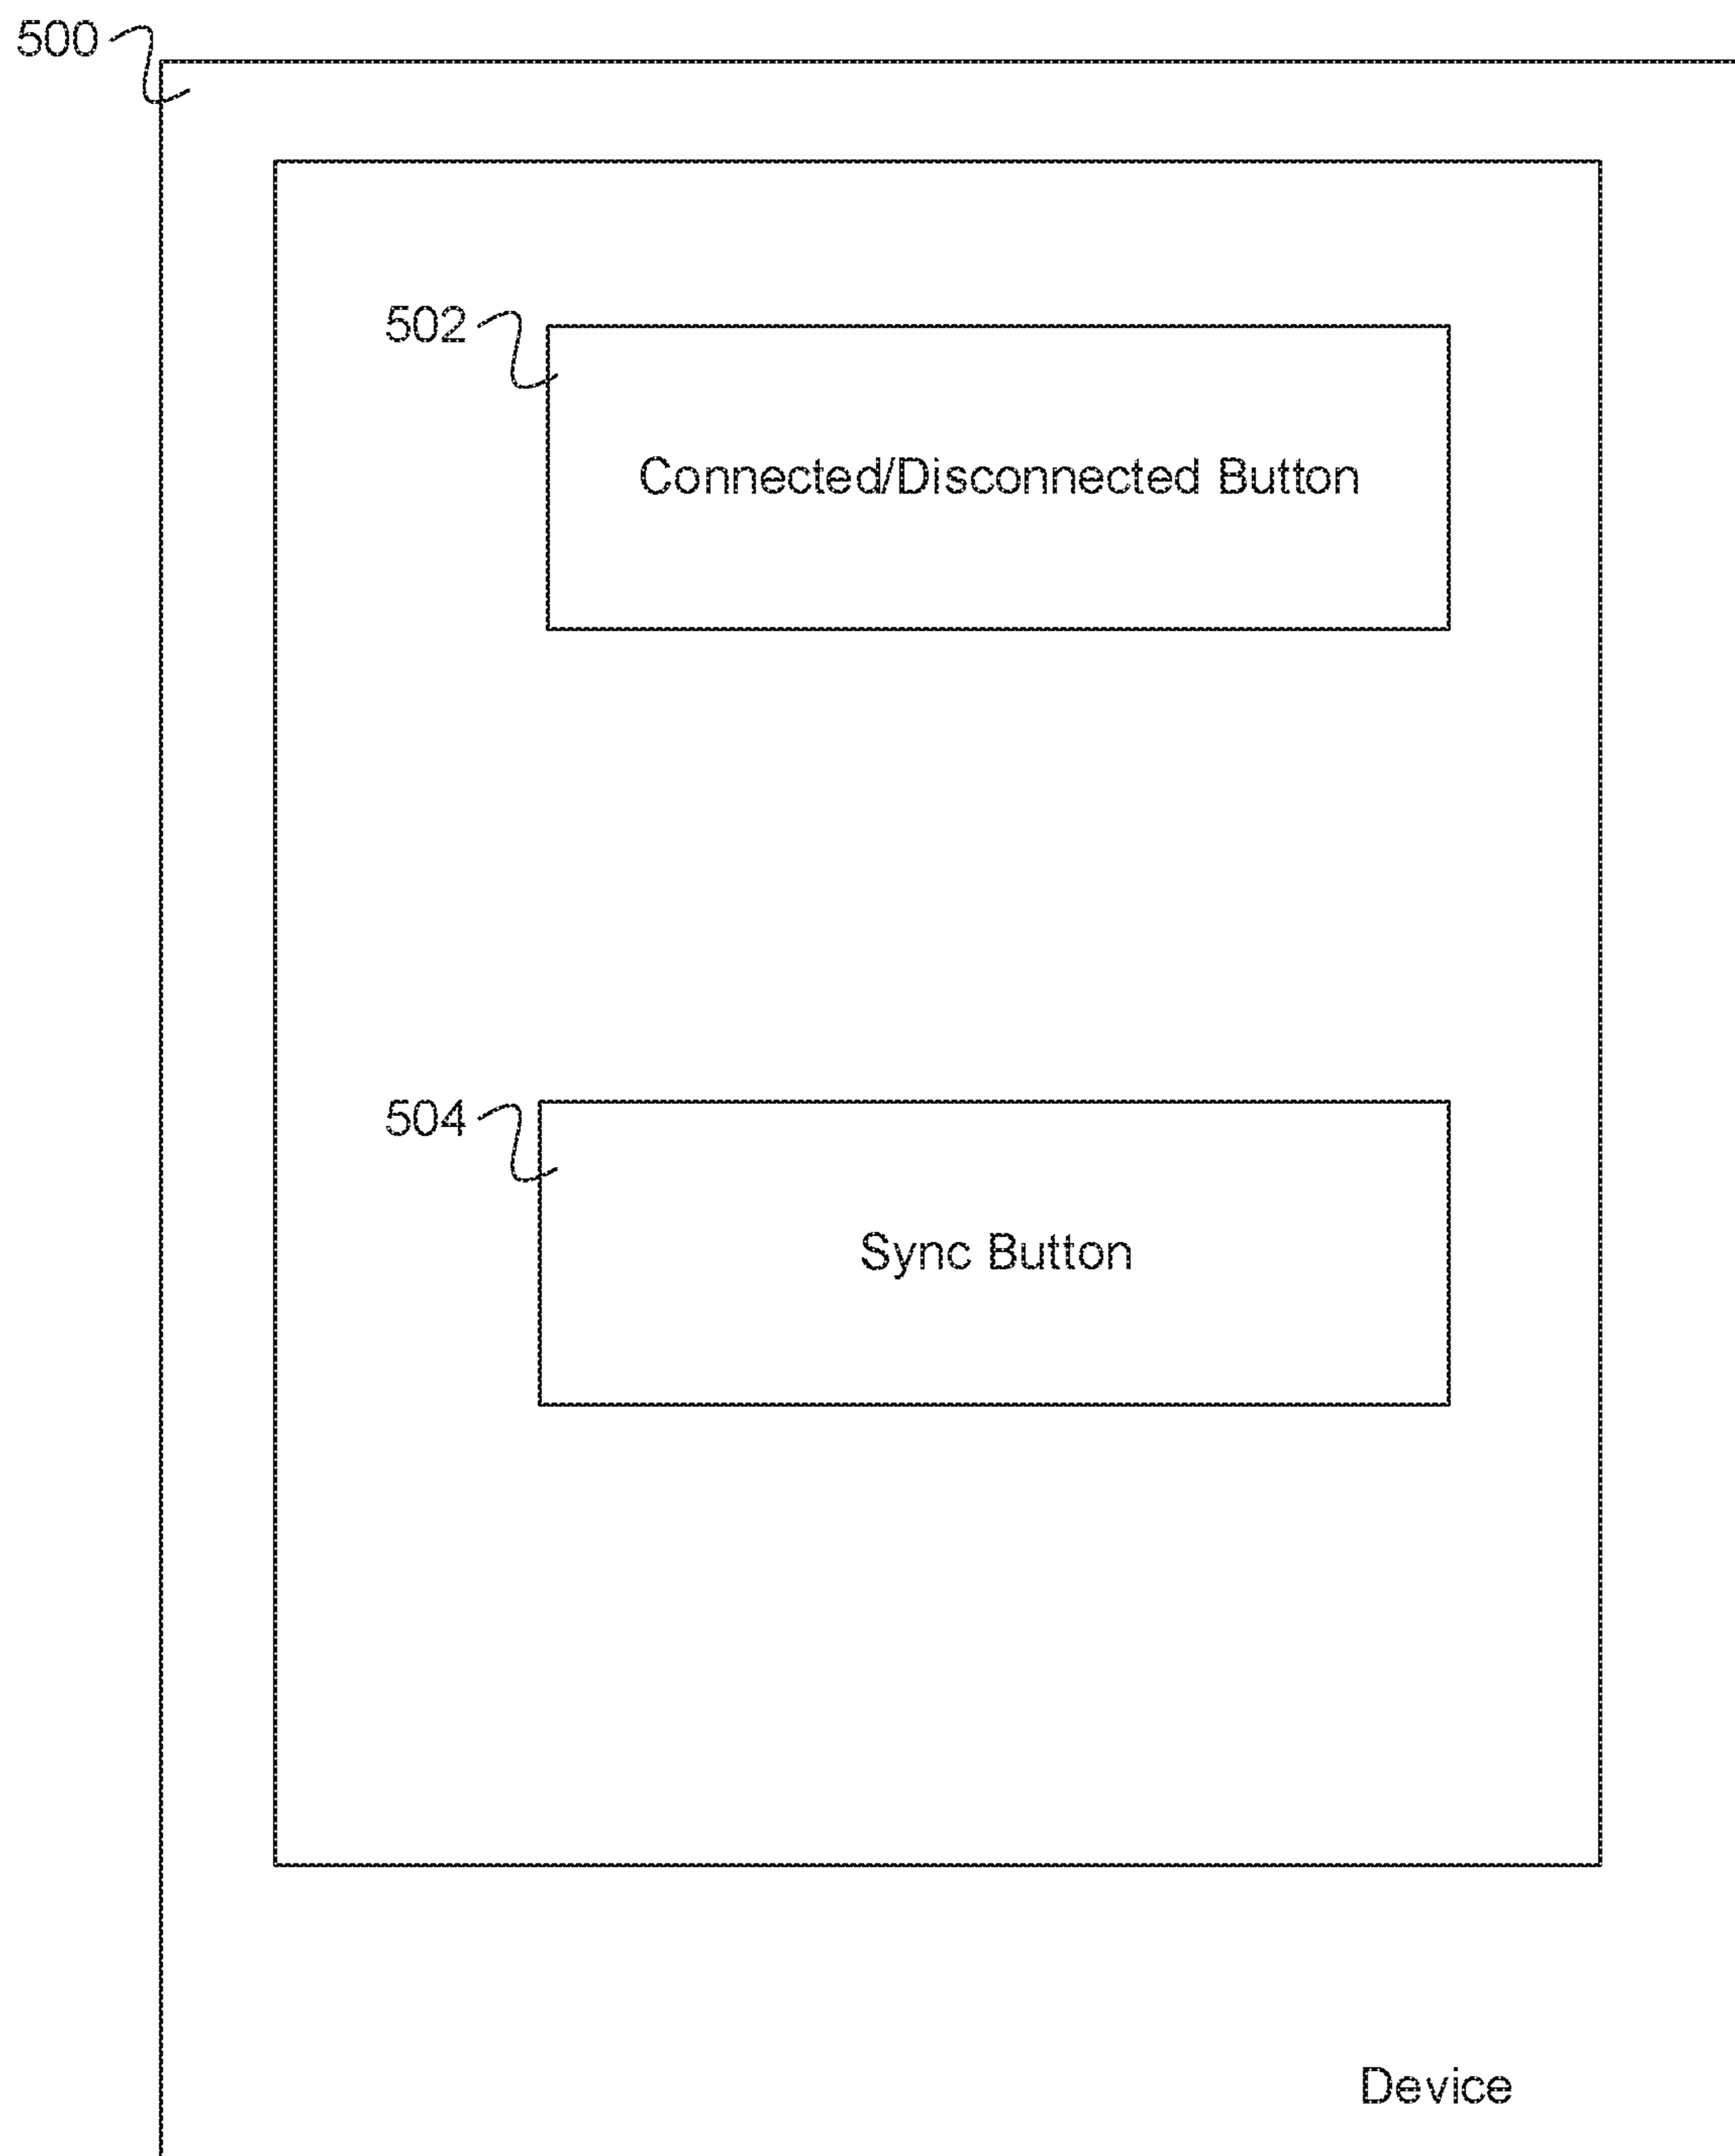 500
502
Connected/Disconnected Button
504
Sync Button
Device